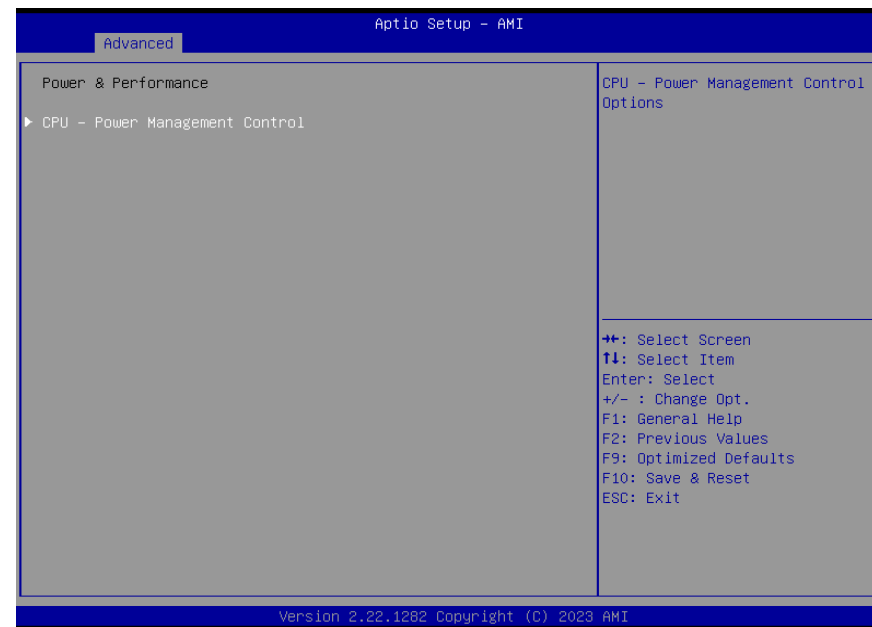 Aptio Setup – AMI
Advanced
Power & Performance
▶ CPU – Power Management Control
CPU – Power Management Control
Options
→←: Select Screen
↑↓: Select Item
Enter: Select
+/– : Change Opt.
F1: General Help
F2: Previous Values
F9: Optimized Defaults
F10: Save & Reset
ESC: Exit
Version 2.22.1282 Copyright (C) 2023 AMI